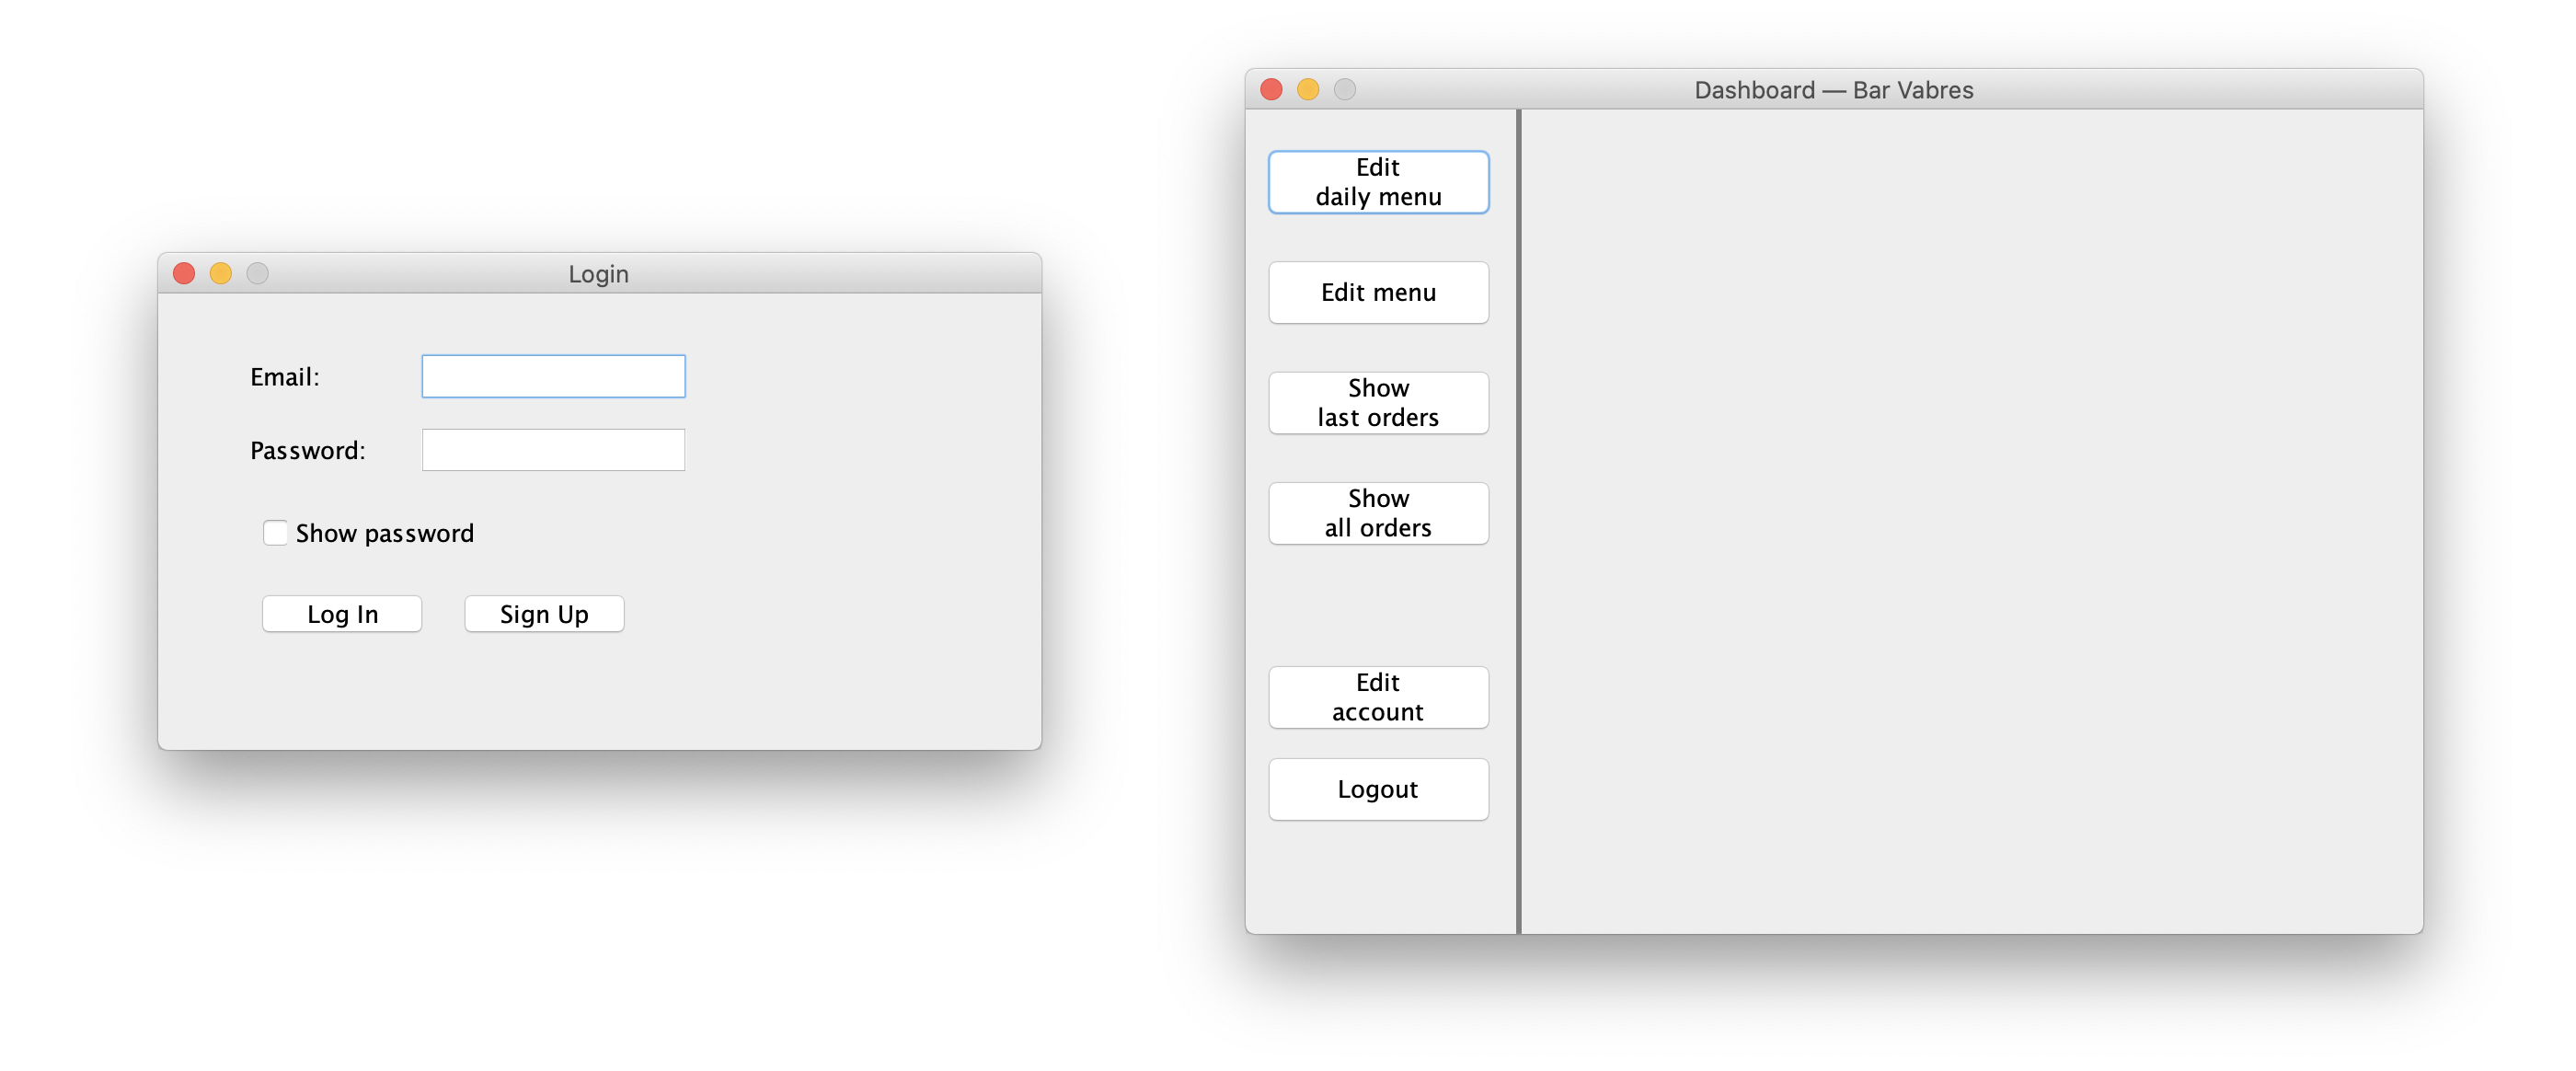 Login
Email:
Password:
Show password
Log In
Sign Up
Dashboard — Bar Vabres
Edit
daily menu
Edit menu
Show
last orders
Show
all orders
Edit
account
Logout